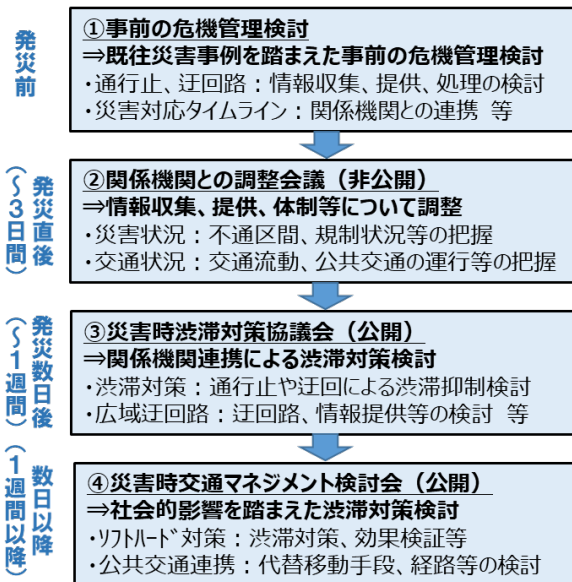 発災前
①事前の危機管理検討
⇒既往災害事例を踏まえた事前の危機管理検討
・通行止、迂回路：情報収集、提供、処理の検討
・災害対応タイムライン：関係機関との連携 等
発災直後
（～3日間）
②関係機関との調整会議（非公開）
⇒情報収集、提供、体制等について調整
・災害状況：不通区間、規制状況等の把握
・交通状況：交通流動、公共交通の運行等の把握
発災数日後
（～1週間）
③災害時渋滞対策協議会（公開）
⇒関係機関連携による渋滞対策検討
・渋滞対策：通行止や迂回による渋滞抑制検討
・広域迂回路：迂回路、情報提供等の検討 等
数日以降
（1週間以降）
④災害時交通マネジメント検討会（公開）
⇒社会的影響を踏まえた渋滞対策検討
・ｿﾌﾄﾊｰﾄﾞ対策：渋滞対策、効果検証等
・公共交通連携：代替移動手段、経路等の検討